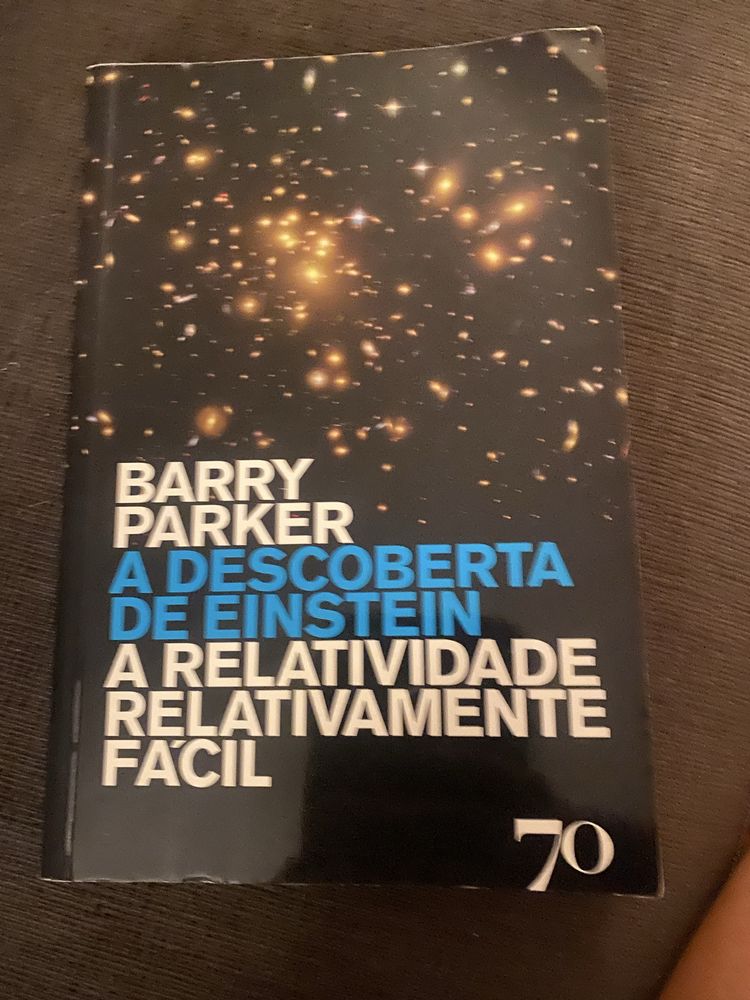 BARRY
PARKER
A DESCOBERTA
DE EINSTEIN
A RELATIVIDADE
RELATIVAMENTE
FÁCIL
70